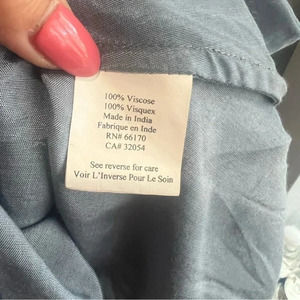 100% Viscose
100% Visquex
Made in India
Fabrique en Inde
RN# 66170
CA# 32054
See reverse for care
Voir L'Inverse Pour Le Soin